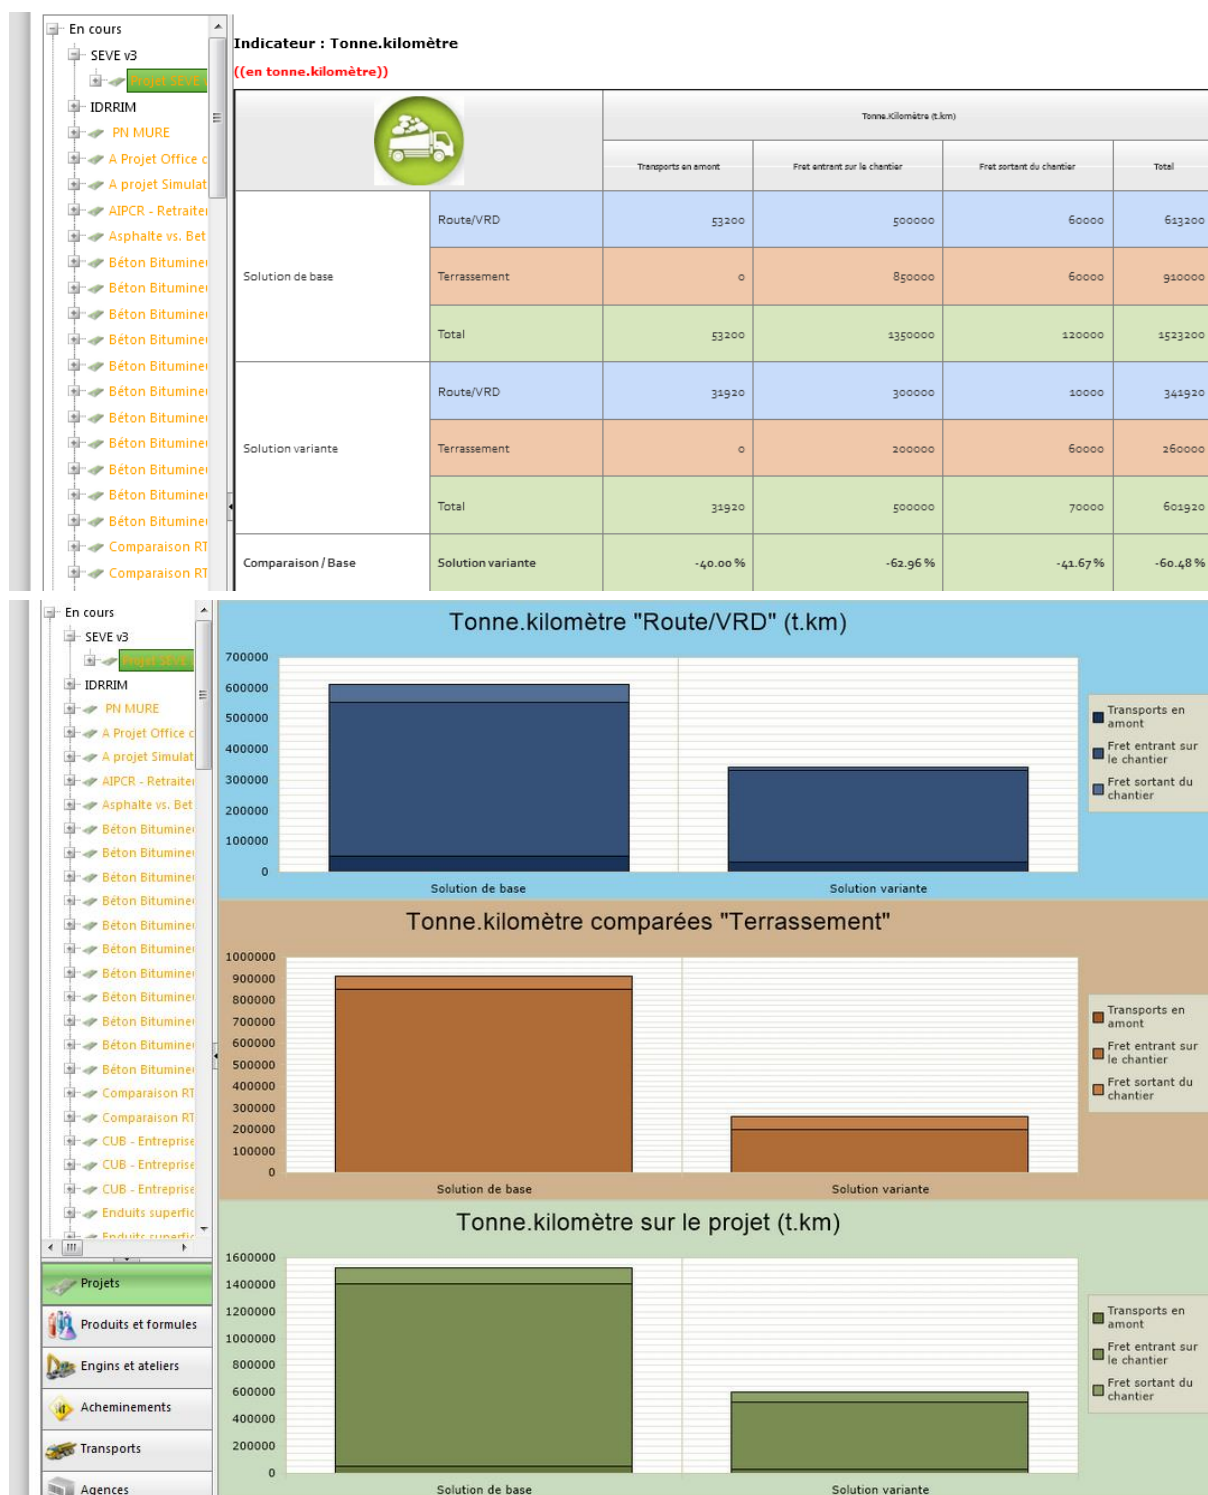 En cours
SEVE v3
Projet SEVE
IDRRIM
PN MURE
A Projet Office
A projet Simulat
AIPCR - Retraite
Asphalte vs. Bet
Béton Bitumine
Béton Bitumine
Béton Bitumine
Béton Bitumine
Béton Bitumine
Béton Bitumine
Béton Bitumine
Béton Bitumine
Béton Bitumine
Béton Bitumine
Béton Bitumine
Comparaison RT
Comparaison RT
Indicateur : Tonne.kilomètre
((en tonne.kilomètre))
Tonne.Kilomètre (t.km)
Transports en amont Fret entrant sur le chantier Fret sortant du chantier Total
Solution de base
Route/VRD 53200 500000 60000 613200
Terrassement 0 850000 60000 910000
Total 53200 1350000 120000 1523200
Solution variante
Route/VRD 31920 300000 10000 341920
Terrassement 0 200000 60000 260000
Total 31920 500000 70000 601920
Comparaison / Base Solution variante -40.00 % -62.96 % -41.67 % -60.48 %
En cours
SEVE v3
Projet SEVE
IDRRIM
PN MURE
A Projet Office c
A projet Simulat
AIPCR - Retraite
Asphalte vs. Bet
Béton Bitumine
Béton Bitumine
Béton Bitumine
Béton Bitumine
Béton Bitumine
Béton Bitumine
Béton Bitumine
Béton Bitumine
Béton Bitumine
Béton Bitumine
Béton Bitumine
Comparaison RT
Comparaison RT
CUB - Entreprise
CUB - Entreprise
CUB - Entreprise
Enduits superfic
Enduits superfic
Projets
Produits et formules
Engins et ateliers
Acheminements
Transports
Agences
Tonne.kilomètre "Route/VRD" (t.km)
700000
600000
500000
400000
300000
200000
100000
0
Solution de base Solution variante
Transports en
amont
Fret entrant sur
le chantier
Fret sortant du
chantier
Tonne.kilomètre comparées "Terrassement"
1000000
900000
800000
700000
600000
500000
400000
300000
200000
100000
0
Solution de base Solution variante
Transports en
amont
Fret entrant sur
le chantier
Fret sortant du
chantier
Tonne.kilomètre sur le projet (t.km)
1600000
1400000
1200000
1000000
800000
600000
400000
200000
0
Solution de base Solution variante
Transports en
amont
Fret entrant sur
le chantier
Fret sortant du
chantier